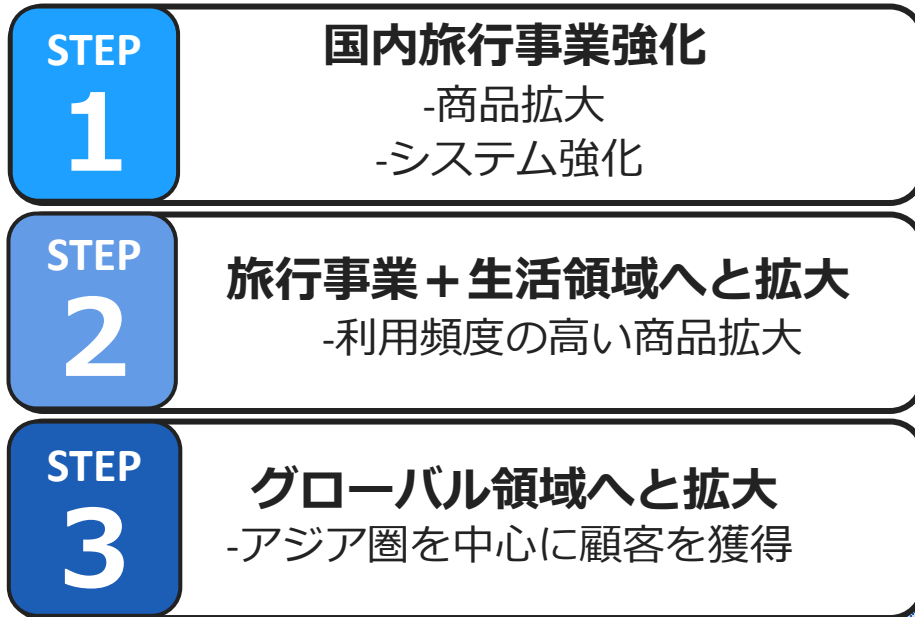 STEP
1
国内旅行事業強化
-商品拡大
-システム強化
STEP
2
旅行事業＋生活領域へと拡大
-利用頻度の高い商品拡大
STEP
3
グローバル領域へと拡大
-アジア圏を中心に顧客を獲得